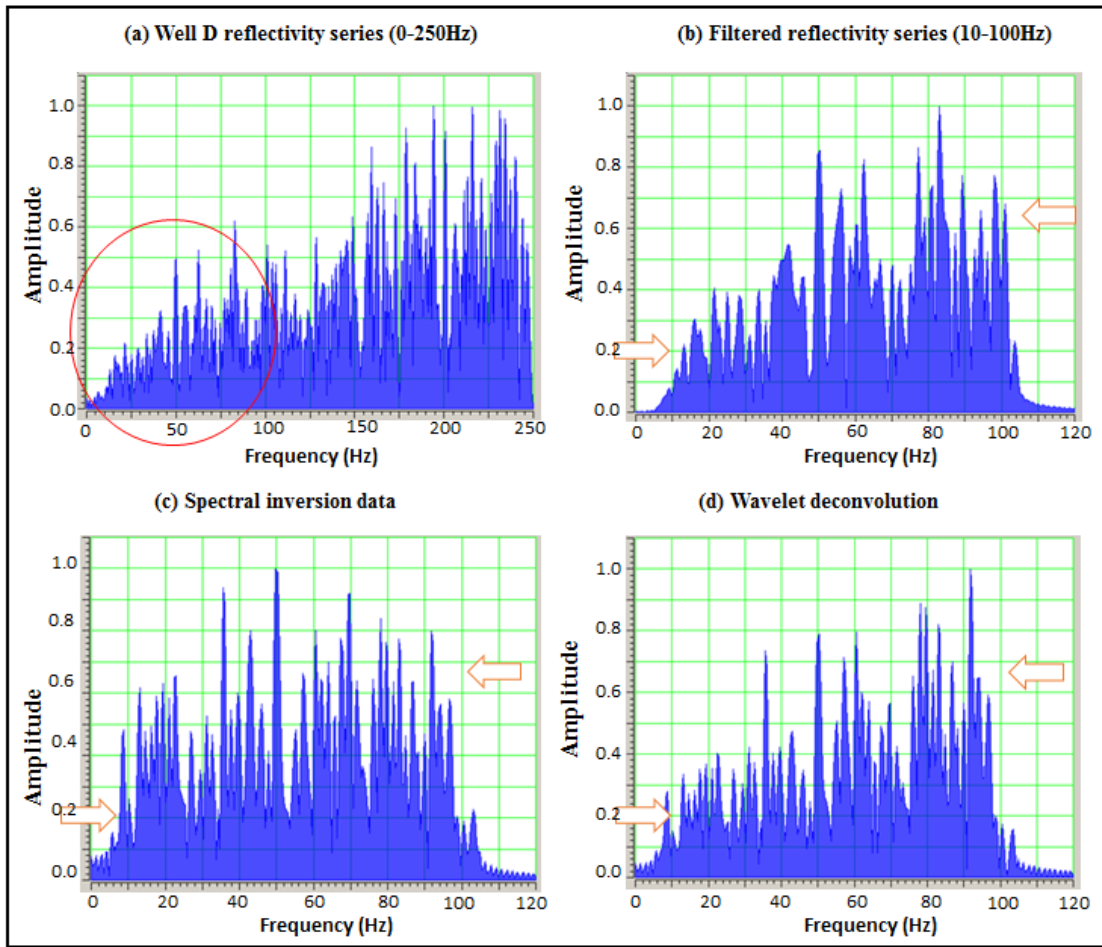 (a) Well D reflectivity series (0-250Hz)
(b) Filtered reflectivity series (10-100Hz)
Amplitude
1.0
0.8
0.6
0.4
0.2
0.0
0 50 100 150 200 250
Frequency (Hz)
Amplitude
1.0
0.8
0.6
0.4
0.2
0.0
0 20 40 60 80 100 120
Frequency (Hz)
(c) Spectral inversion data
(d) Wavelet deconvolution
Amplitude
1.0
0.8
0.6
0.4
0.2
0.0
0 20 40 60 80 100 120
Frequency (Hz)
Amplitude
1.0
0.8
0.6
0.4
0.2
0.0
0 20 40 60 80 100 120
Frequency (Hz)